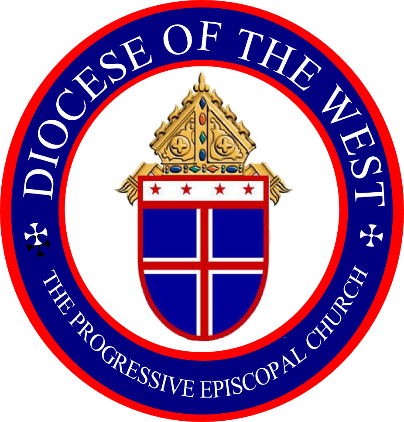 DIOCESE OF THE WEST
THE PROGRESSIVE EPISCOPAL CHURCH